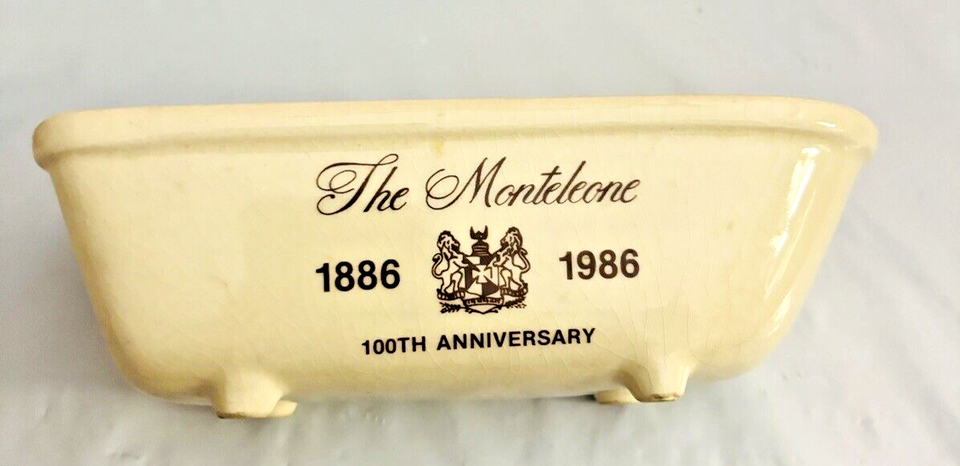 The Monteleone
1886 1986
100TH ANNIVERSARY